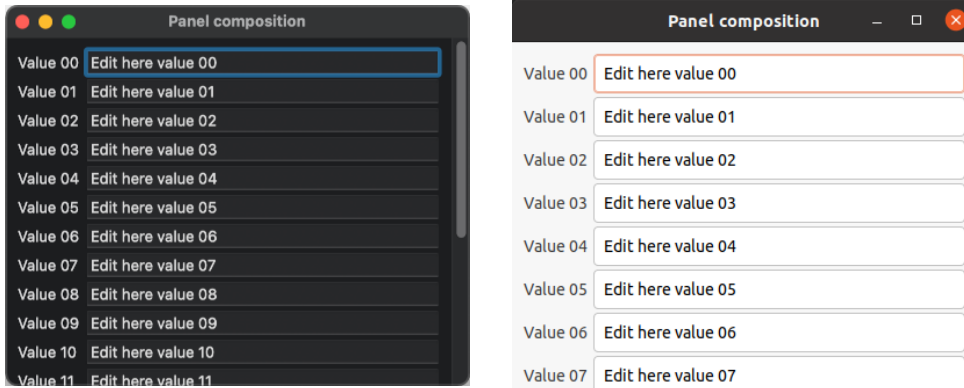 Panel composition
Value 00 Edit here value 00
Value 01 Edit here value 01
Value 02 Edit here value 02
Value 03 Edit here value 03
Value 04 Edit here value 04
Value 05 Edit here value 05
Value 06 Edit here value 06
Value 07 Edit here value 07
Value 08 Edit here value 08
Value 09 Edit here value 09
Value 10 Edit here value 10
Value 11 Edit here value 11
Panel composition
Value 00 Edit here value 00
Value 01 Edit here value 01
Value 02 Edit here value 02
Value 03 Edit here value 03
Value 04 Edit here value 04
Value 05 Edit here value 05
Value 06 Edit here value 06
Value 07 Edit here value 07